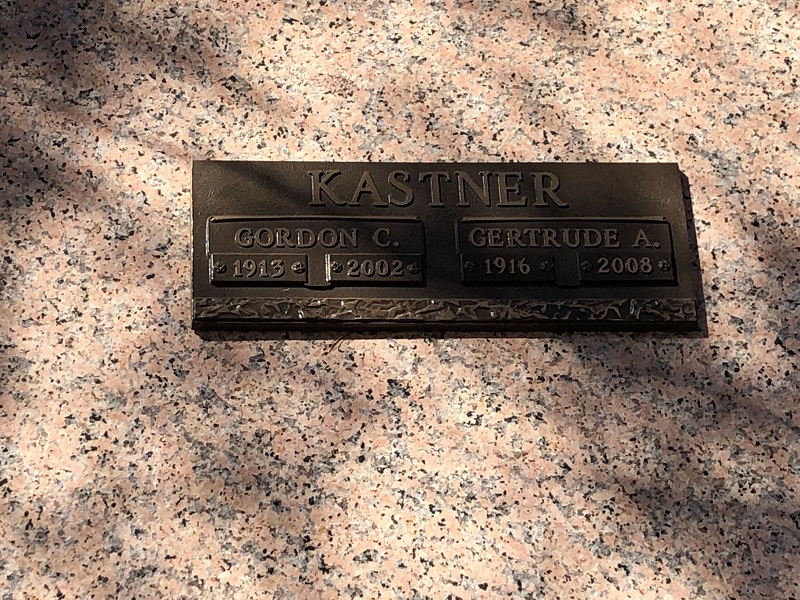 KASTNER
GORDON C. GERTRUDE A.
1913 2002 1916 2008